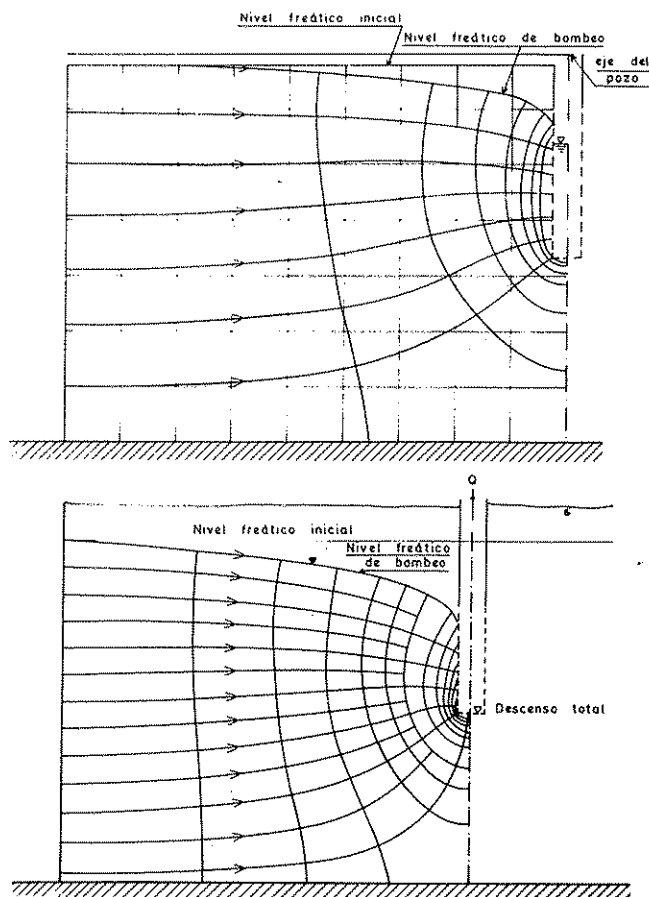 Nivel freático inicial
Nivel freático de bombeo
eje del
pozo
Q
Nivel freático inicial
Nivel freático
de bombeo
Descenso total